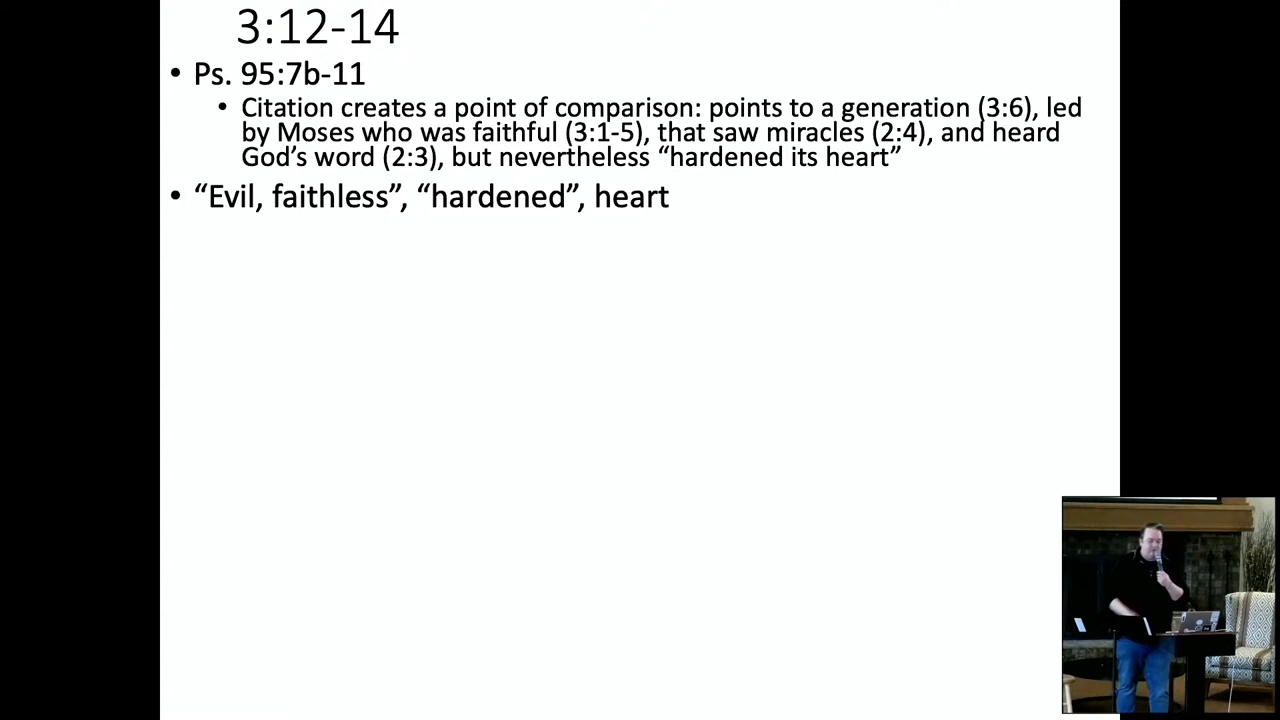 3:12-14
• Ps. 95:7b-11
• Citation creates a point of comparison: points to a generation (3:6), led
by Moses who was faithful (3:1-5), that saw miracles (2:4), and heard
God’s word (2:3), but nevertheless “hardened its heart”
• “Evil, faithless”, “hardened”, heart